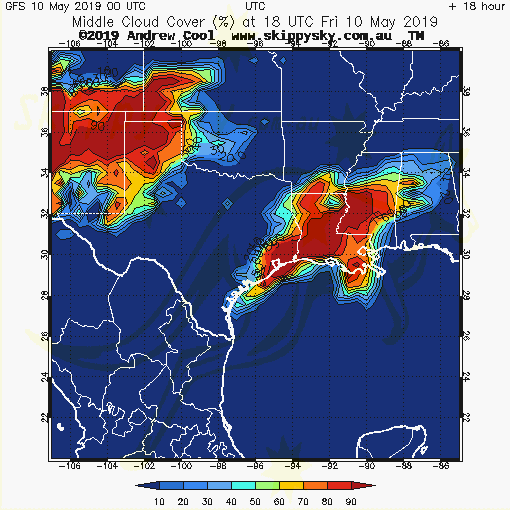 GFS 10 May 2019 00 UTC UTC + 18 hour
Middle Cloud Cover (%) at 18 UTC Fri 10 May 2019
©2019 Andrew Cool www.skippysky.com.au TM
-106 -104 -102 -100 -98 -96 -94 -92 -90 -88 -86
38 38
36 36
34 34
32 32
30 30
28 28
26 26
24 24
22 22
90
-106 -104 -102 -100 -98 -96 -94 -92 -90 -88 -86
10 20 30 40 50 60 70 80 90